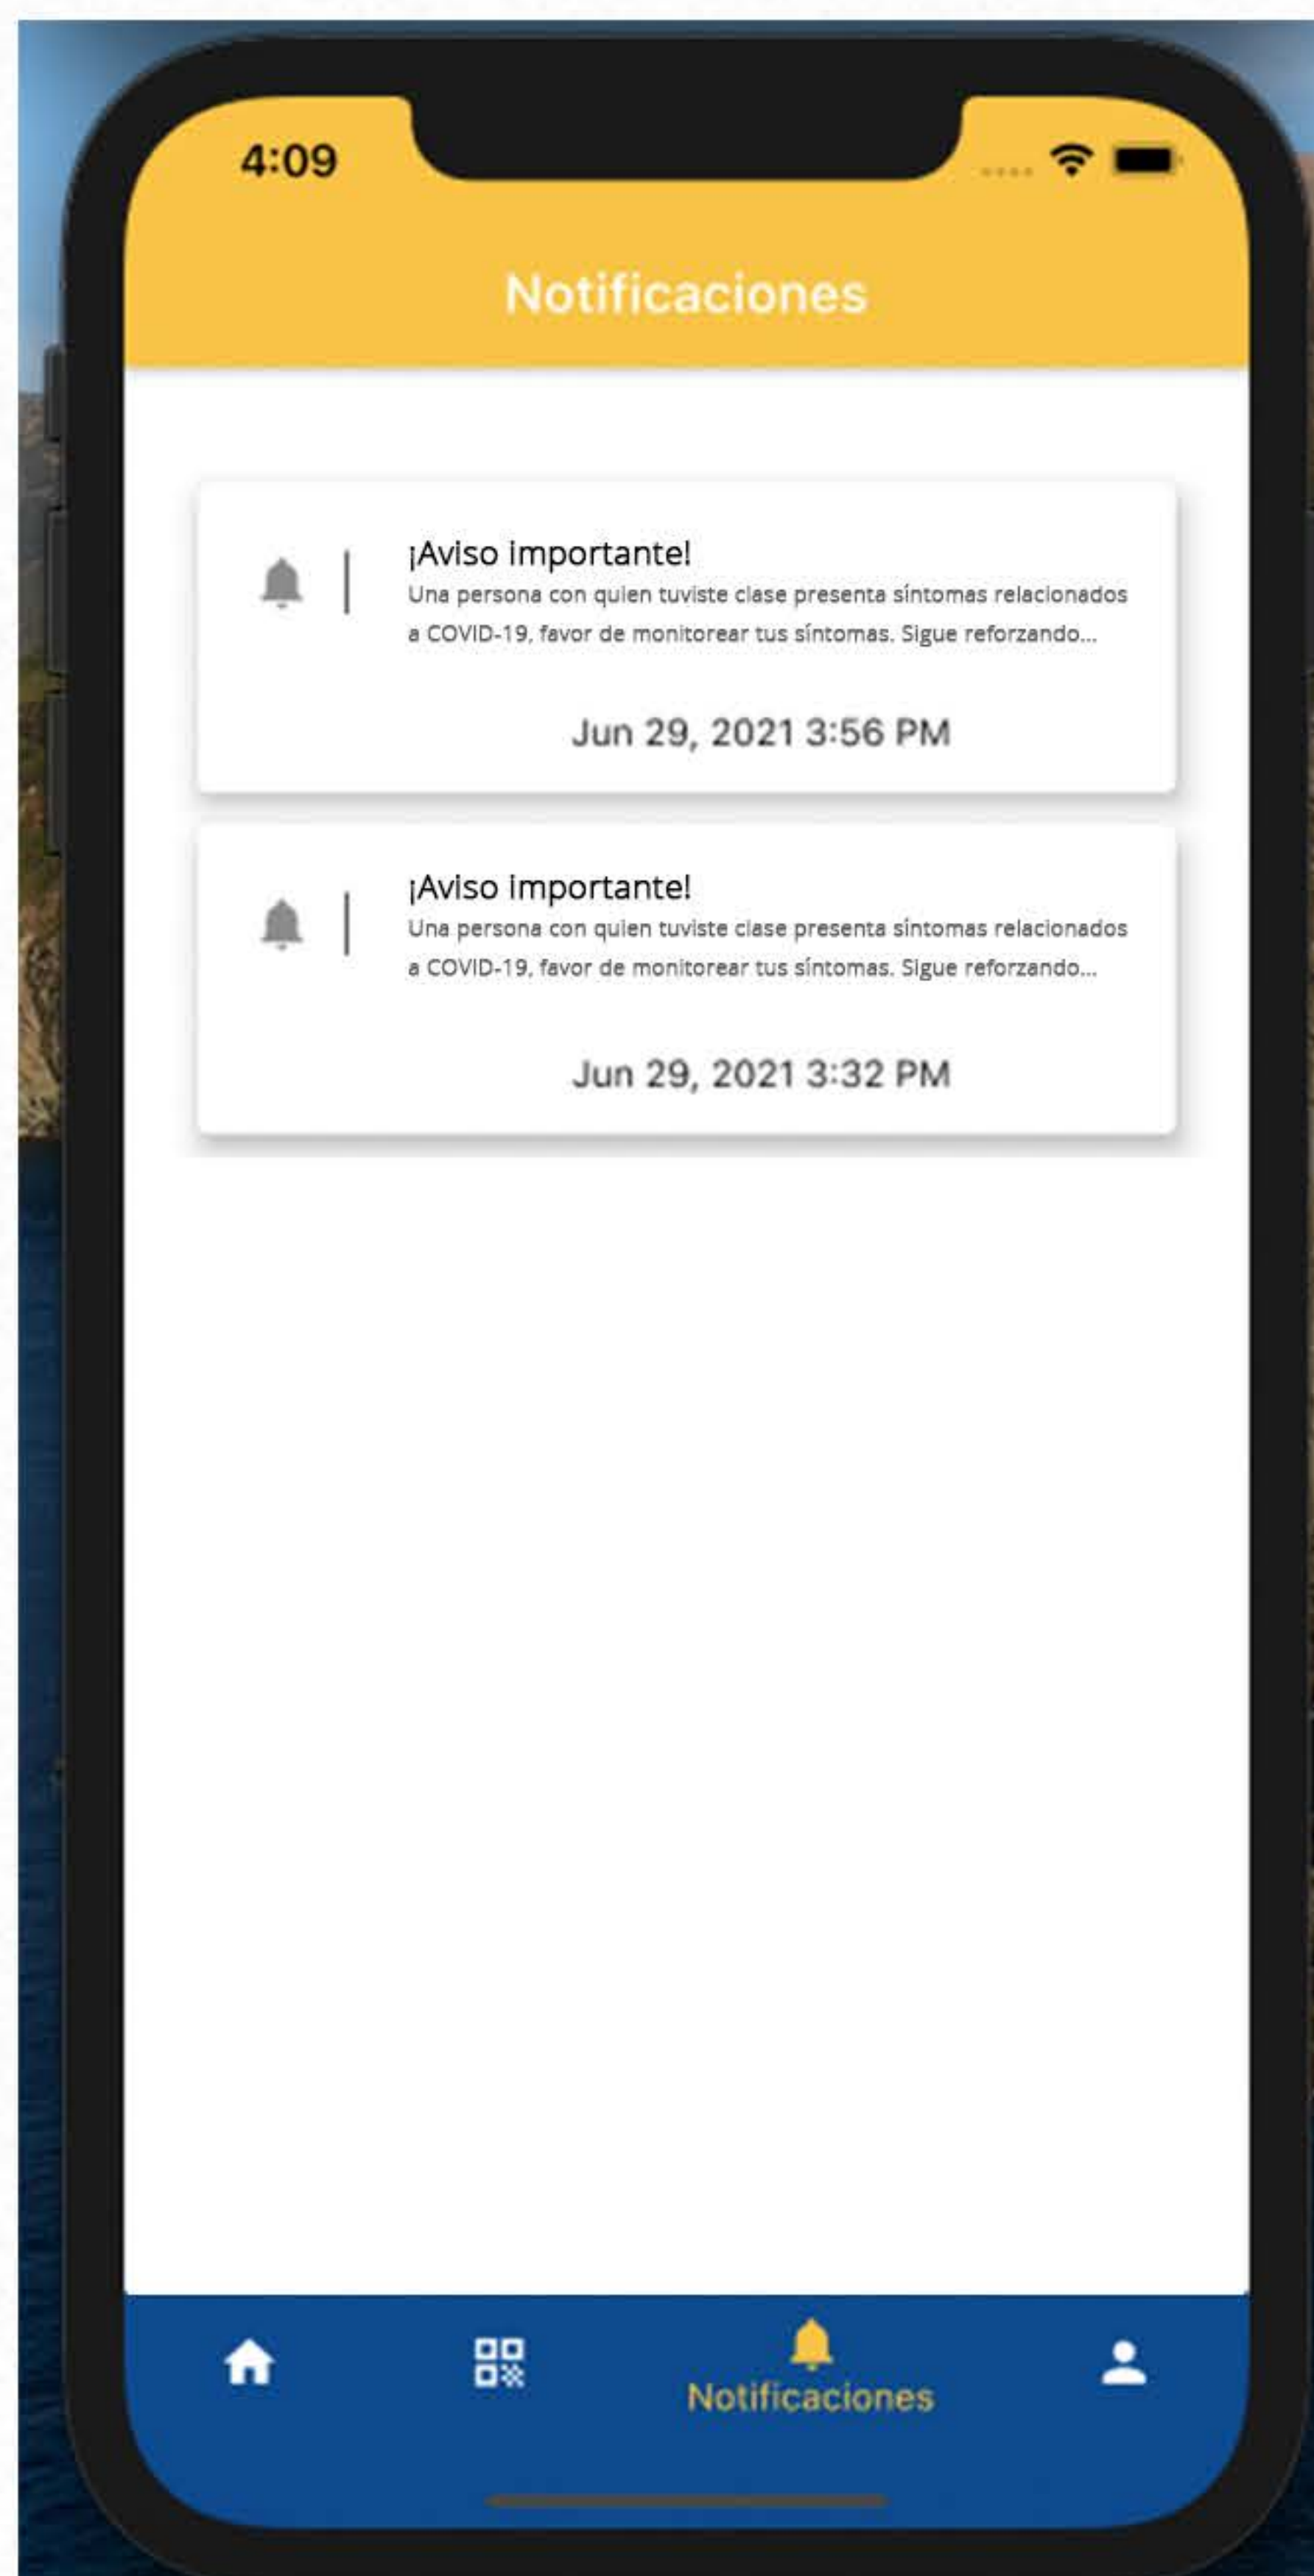 4:09
Notificaciones
¡Aviso importante!
Una persona con quien tuviste clase presenta síntomas relacionados
a COVID-19, favor de monitorear tus síntomas. Sigue reforzando...
Jun 29, 2021 3:56 PM
¡Aviso importante!
Una persona con quien tuviste clase presenta síntomas relacionados
a COVID-19, favor de monitorear tus síntomas. Sigue reforzando...
Jun 29, 2021 3:32 PM
Notificaciones